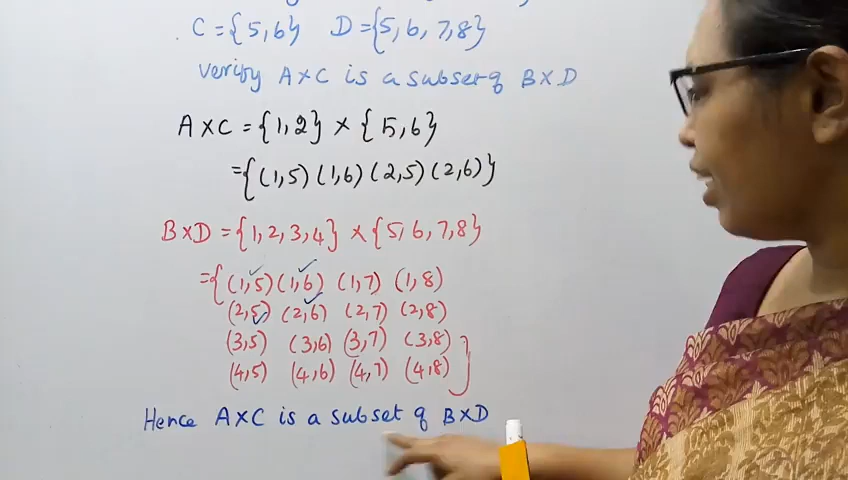 C = {5,6} D = {5, 6, 7, 8}
Verify A×C is a subset of B×D
A×C = {1,2} × {5,6}
= {(1,5) (1,6) (2,5) (2,6)}
B×D = {1,2,3,4} × {5,6,7,8}
= { (1,5) (1,6) (1,7) (1,8)
(2,5) (2,6) (2,7) (2,8)
(3,5) (3,6) (3,7) (3,8)
(4,5) (4,6) (4,7) (4,8) }
Hence A×C is a subset of B×D